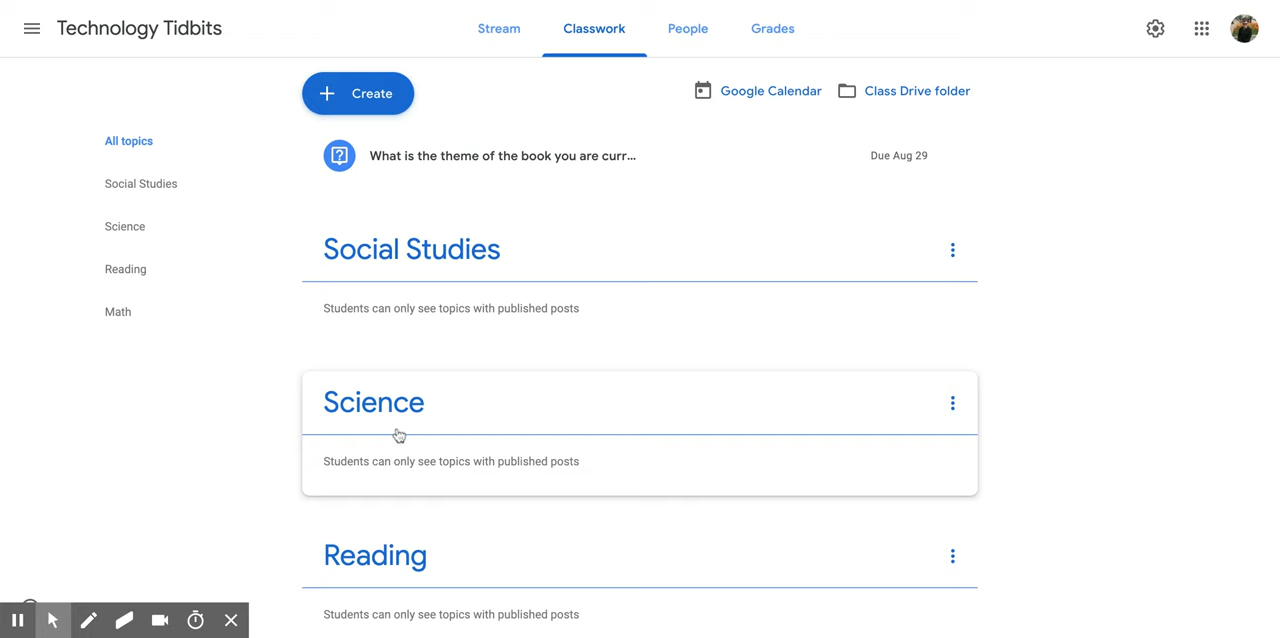 Technology Tidbits
Stream
Classwork
People
Grades
Create
Google Calendar
Class Drive folder
All topics
Social Studies
Science
Reading
Math
What is the theme of the book you are curr...
Due Aug 29
Social Studies
Students can only see topics with published posts
Science
Students can only see topics with published posts
Reading
Students can only see topics with published posts